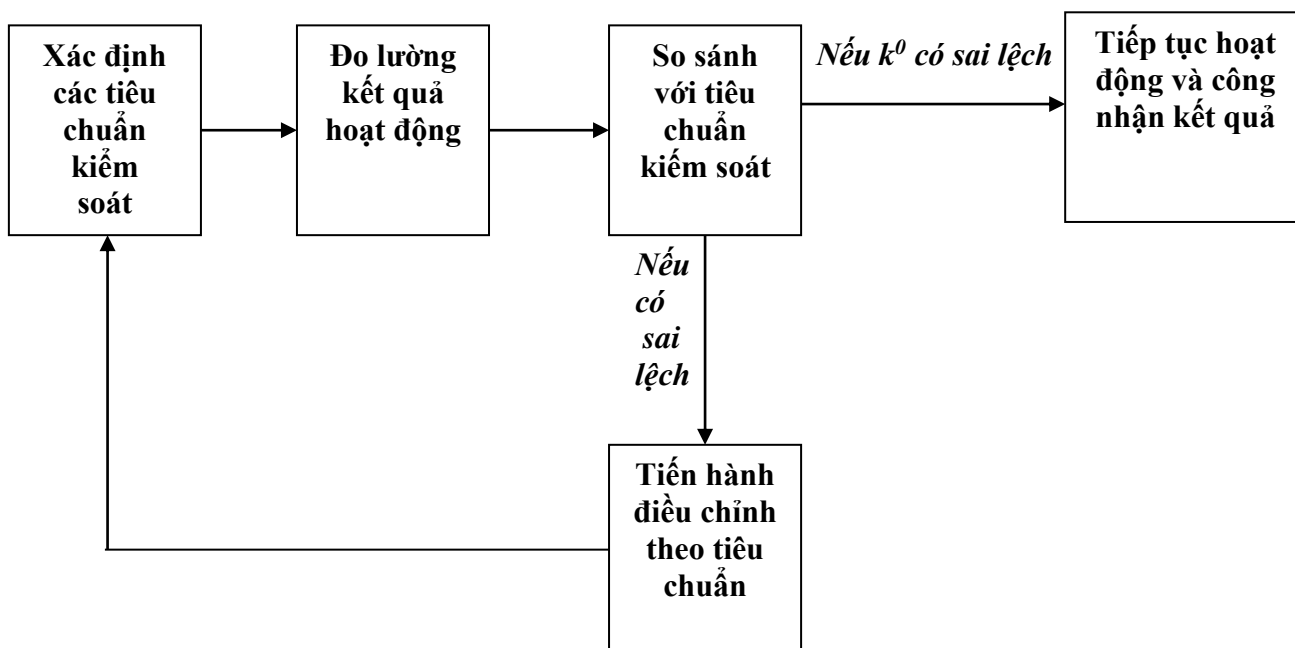 Xác định
các tiêu
chuẩn
kiểm
soát
Đo lường
kết quả
hoạt động
So sánh
với tiêu
chuẩn
kiếm soát
Nếu k⁰ có sai lệch
Tiếp tục hoạt
động và công
nhận kết quả
Nếu
có
sai
lệch
Tiến hành
điều chỉnh
theo tiêu
chuẩn